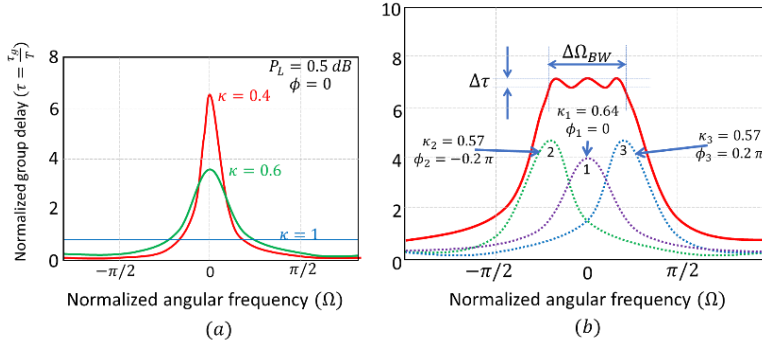 Normalized group delay (τ = τ_g/T)
8
6
4
2
0
P_L = 0.5 dB
ϕ = 0
κ = 0.4
κ = 0.6
κ = 1
−π/2
0
π/2
Normalized angular frequency (Ω)
(a)
10
8
6
4
2
0
ΔΩ_BW
Δτ
κ_1 = 0.64
ϕ_1 = 0
κ_2 = 0.57
ϕ_2 = −0.2 π
κ_3 = 0.57
ϕ_3 = 0.2 π
2
1
3
−π/2
0
π/2
Normalized angular frequency (Ω)
(b)